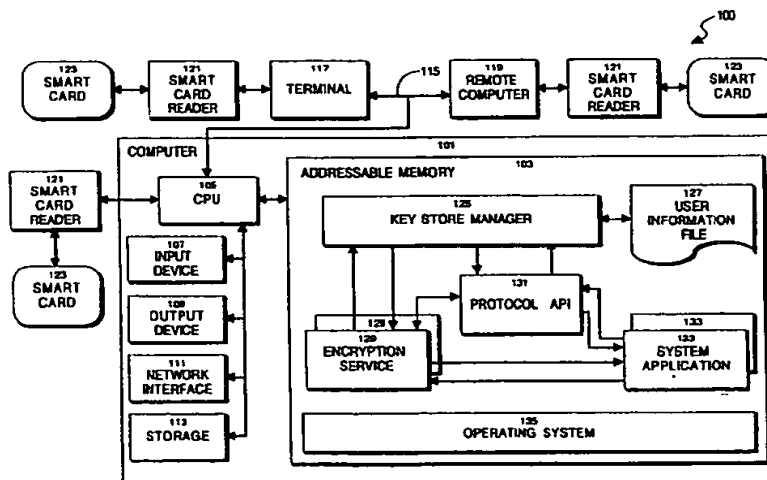 100
123
SMART
CARD
121
SMART
CARD
READER
117
TERMINAL
115
119
REMOTE
COMPUTER
121
SMART
CARD
READER
123
SMART
CARD
COMPUTER
101
121
SMART
CARD
READER
105
CPU
ADDRESSABLE MEMORY
103
125
KEY STORE MANAGER
127
USER
INFORMATION
FILE
123
SMART CARD
107
INPUT
DEVICE
109
OUTPUT
DEVICE
111
NETWORK
INTERFACE
113
STORAGE
131
PROTOCOL API
129
129
ENCRYPTION
SERVICE
133
133
SYSTEM
APPLICATION
135
OPERATING SYSTEM